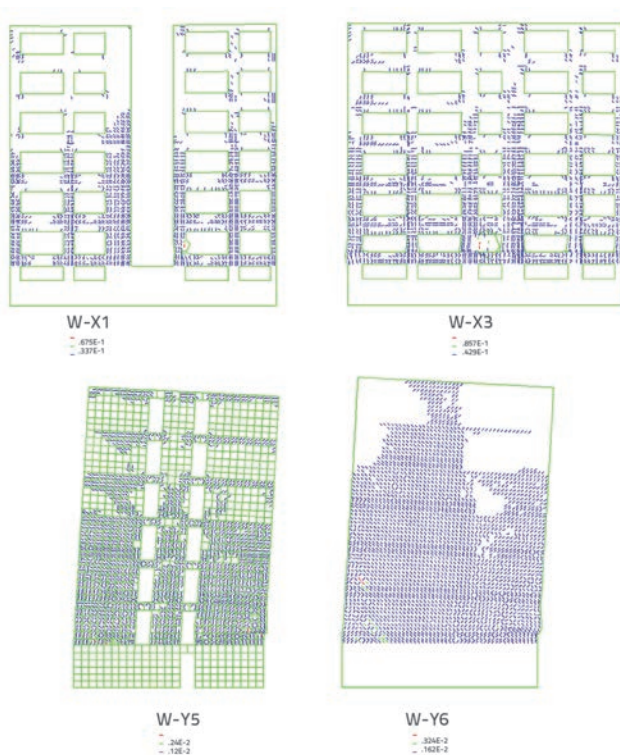 W-X1
.675E-1
.337E-1
W-X3
.857E-1
.429E-1
W-Y5
.24E-2
.12E-2
W-Y6
.324E-2
.162E-2